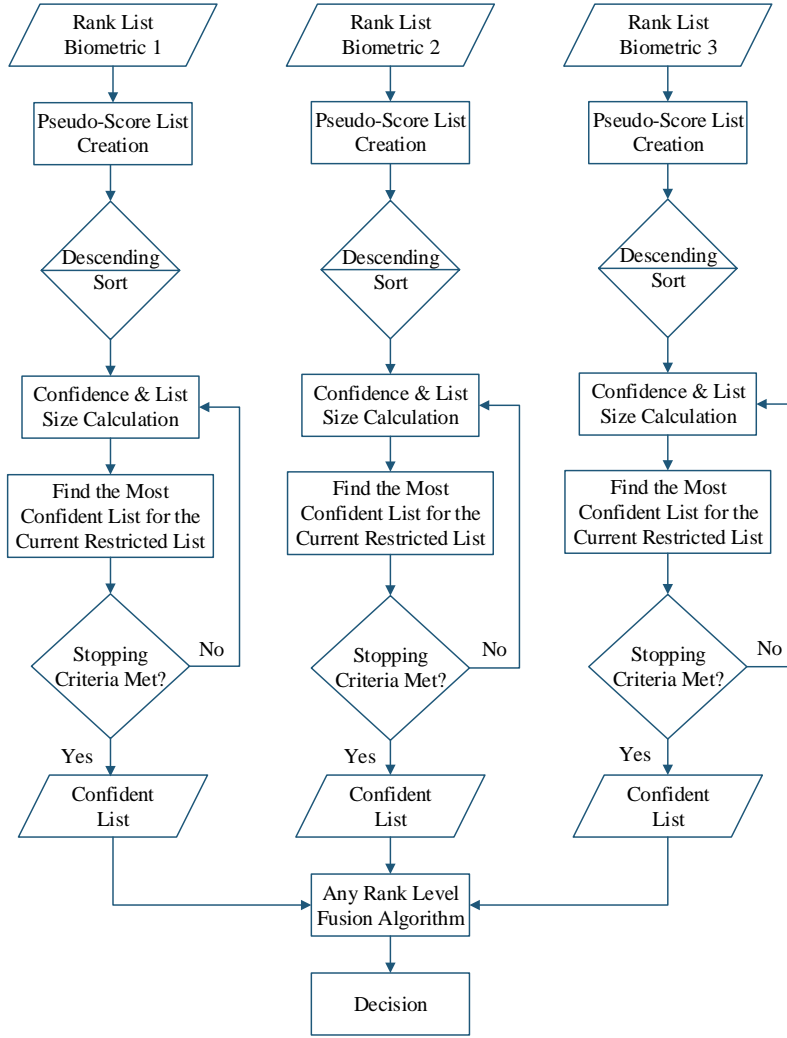 Rank List
Biometric 1
Pseudo-Score List
Creation
Descending
Sort
Confidence & List
Size Calculation
Find the Most
Confident List for the
Current Restricted List
Stopping
Criteria Met?
No
Yes
Confident
List
Rank List
Biometric 2
Pseudo-Score List
Creation
Descending
Sort
Confidence & List
Size Calculation
Find the Most
Confident List for the
Current Restricted List
Stopping
Criteria Met?
No
Yes
Confident
List
Rank List
Biometric 3
Pseudo-Score List
Creation
Descending
Sort
Confidence & List
Size Calculation
Find the Most
Confident List for the
Current Restricted List
Stopping
Criteria Met?
No
Yes
Confident
List
Any Rank Level
Fusion Algorithm
Decision